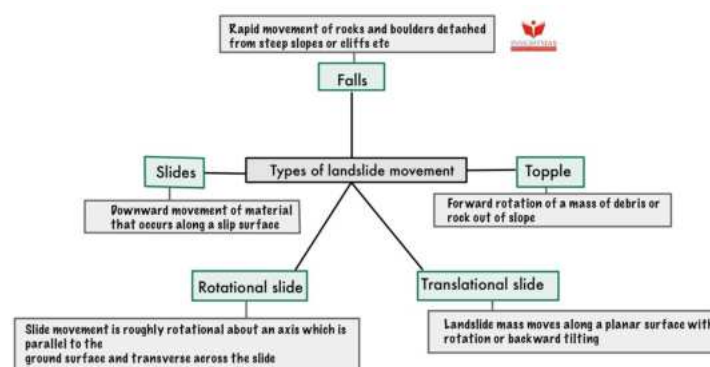 Rapid movement of rocks and boulders detached
from steep slopes or cliffs etc
Falls
Slides
Types of landslide movement
Topple
Downward movement of material
that occurs along a slip surface
Forward rotation of a mass of debris or
rock out of slope
Rotational slide
Translational slide
Slide movement is roughly rotational about an axis which is
parallel to the
ground surface and transverse across the slide
Landslide mass moves along a planar surface with
rotation or backward tilting